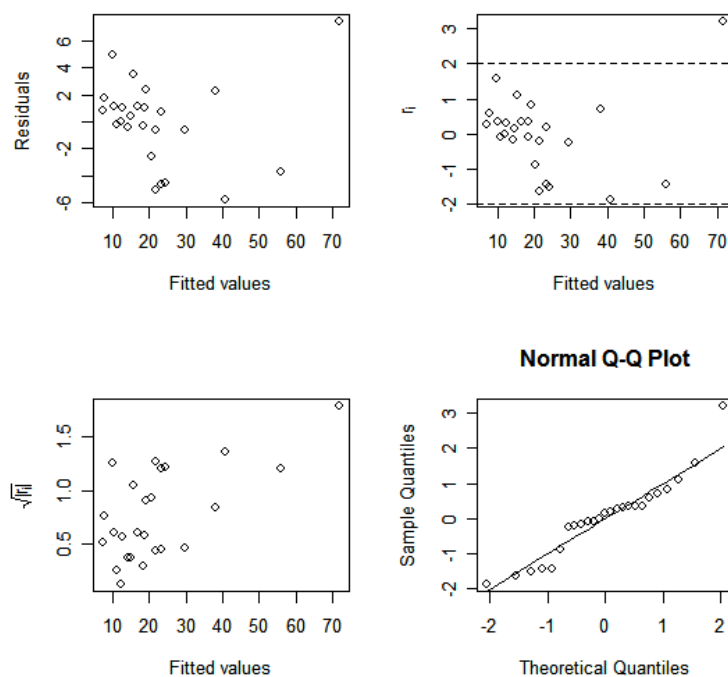 Residuals
6
2
-2
-6
10 20 30 40 50 60 70
Fitted values
rᵢ
3
2
1
0
-1
-2
10 20 30 40 50 60 70
Fitted values
√|rᵢ|
1.5
1.0
0.5
10 20 30 40 50 60 70
Fitted values
Normal Q-Q Plot
Sample Quantiles
3
2
1
0
-1
-2
-2 -1 0 1 2
Theoretical Quantiles